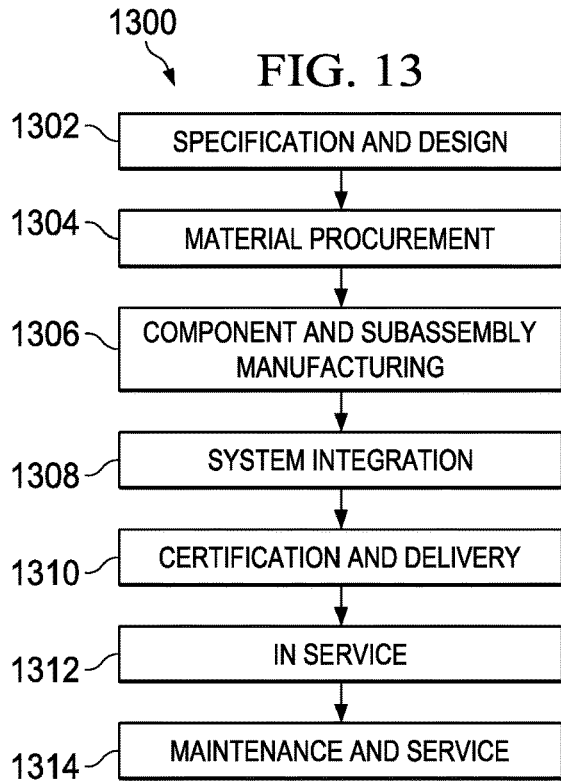 1300
FIG. 13
1302
SPECIFICATION AND DESIGN
1304
MATERIAL PROCUREMENT
1306
COMPONENT AND SUBASSEMBLY
MANUFACTURING
1308
SYSTEM INTEGRATION
1310
CERTIFICATION AND DELIVERY
1312
IN SERVICE
1314
MAINTENANCE AND SERVICE